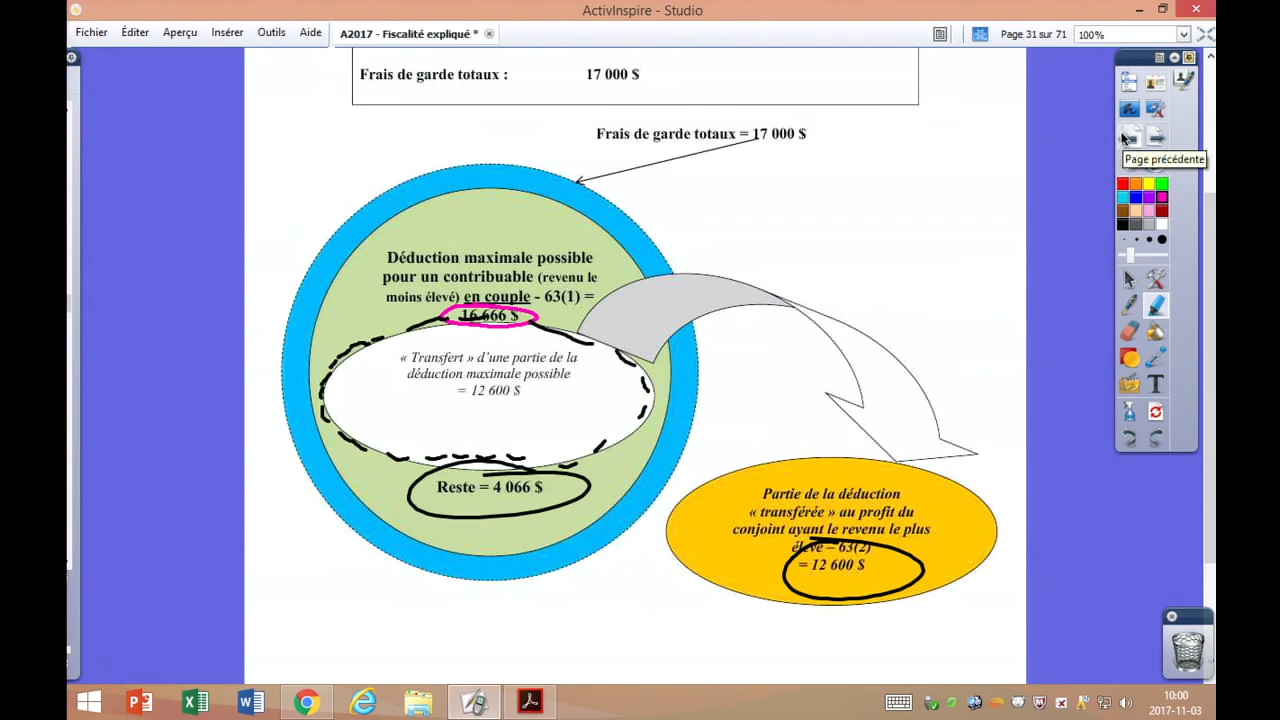 ActivInspire - Studio
Fichier Éditer Aperçu Insérer Outils Aide
A2017 - Fiscalité expliqué *
Page 31 sur 71
100%
Frais de garde totaux : 17 000 $
Frais de garde totaux = 17 000 $
Page précédente
Déduction maximale possible
pour un contribuable (revenu le
moins élevé) en couple - 63(1) =
16 666 $
« Transfert » d’une partie de la
déduction maximale possible
= 12 600 $
Reste = 4 066 $
Partie de la déduction
« transférée » au profit du
conjoint ayant le revenu le plus
élevé – 63(2)
= 12 600 $
10:00
2017-11-03